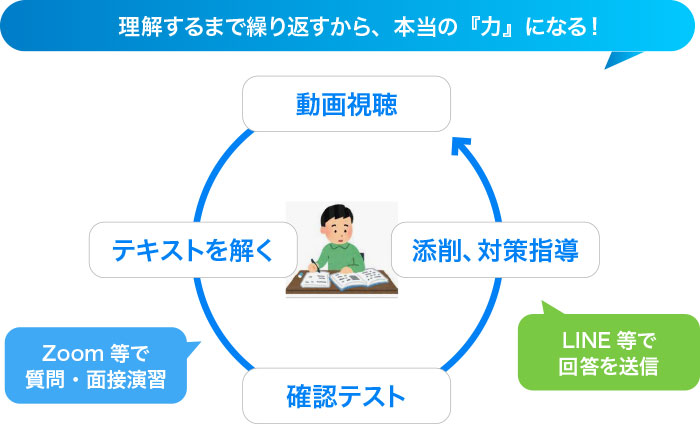 理解するまで繰り返すから、本当の『力』になる！
動画視聴
テキストを解く
添削、対策指導
Zoom 等で
質問・面接演習
LINE 等で
回答を送信
確認テスト